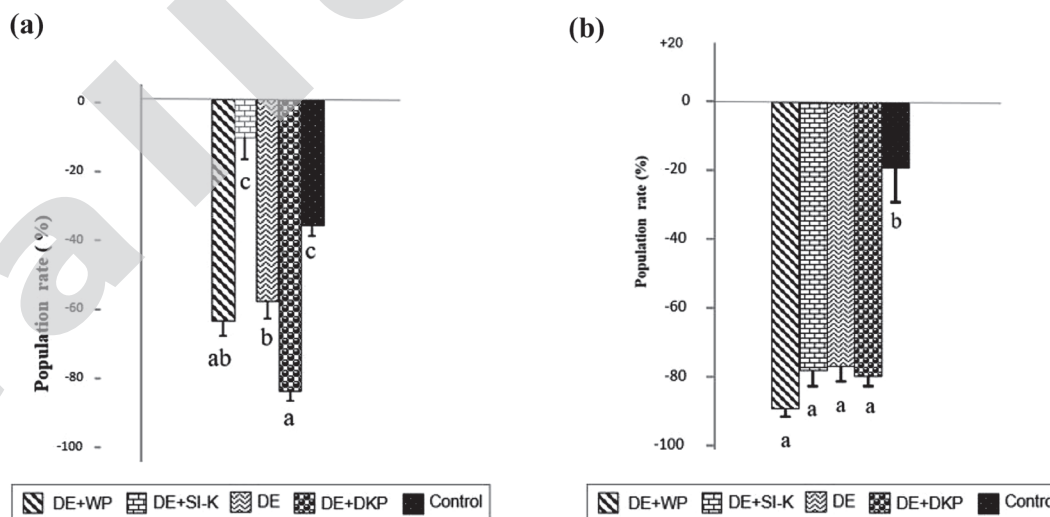 (a)
0
-20
-40
-60
-80
-100
Population rate ( %)
ab
c
b
a
c
DE+WP DE+SI-K DE DE+DKP Control
(b)
+20
0
-20
-40
-60
-80
-100
Population rate (%)
a
a
a
a
b
DE+WP DE+SI-K DE DE+DKP Contro